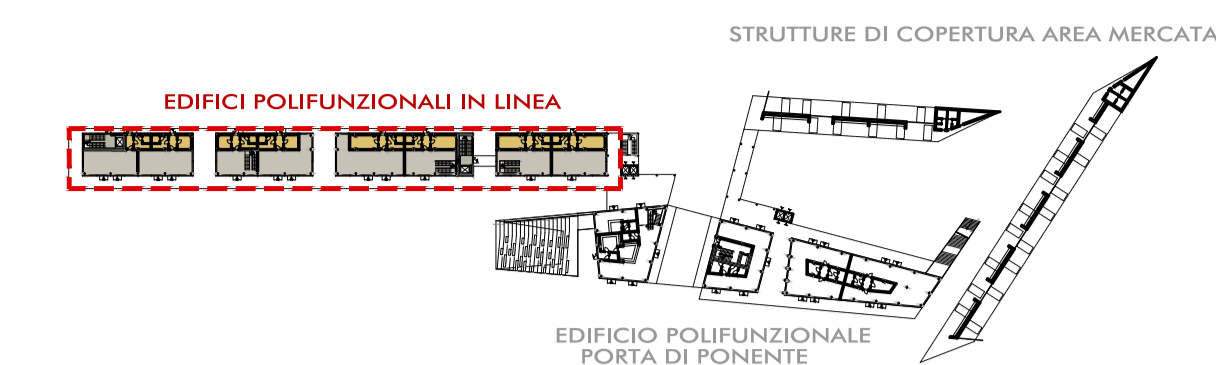 STRUTTURE DI COPERTURA AREA MERCATA
EDIFICI POLIFUNZIONALI IN LINEA
EDIFICIO POLIFUNZIONALE
PORTA DI PONENTE